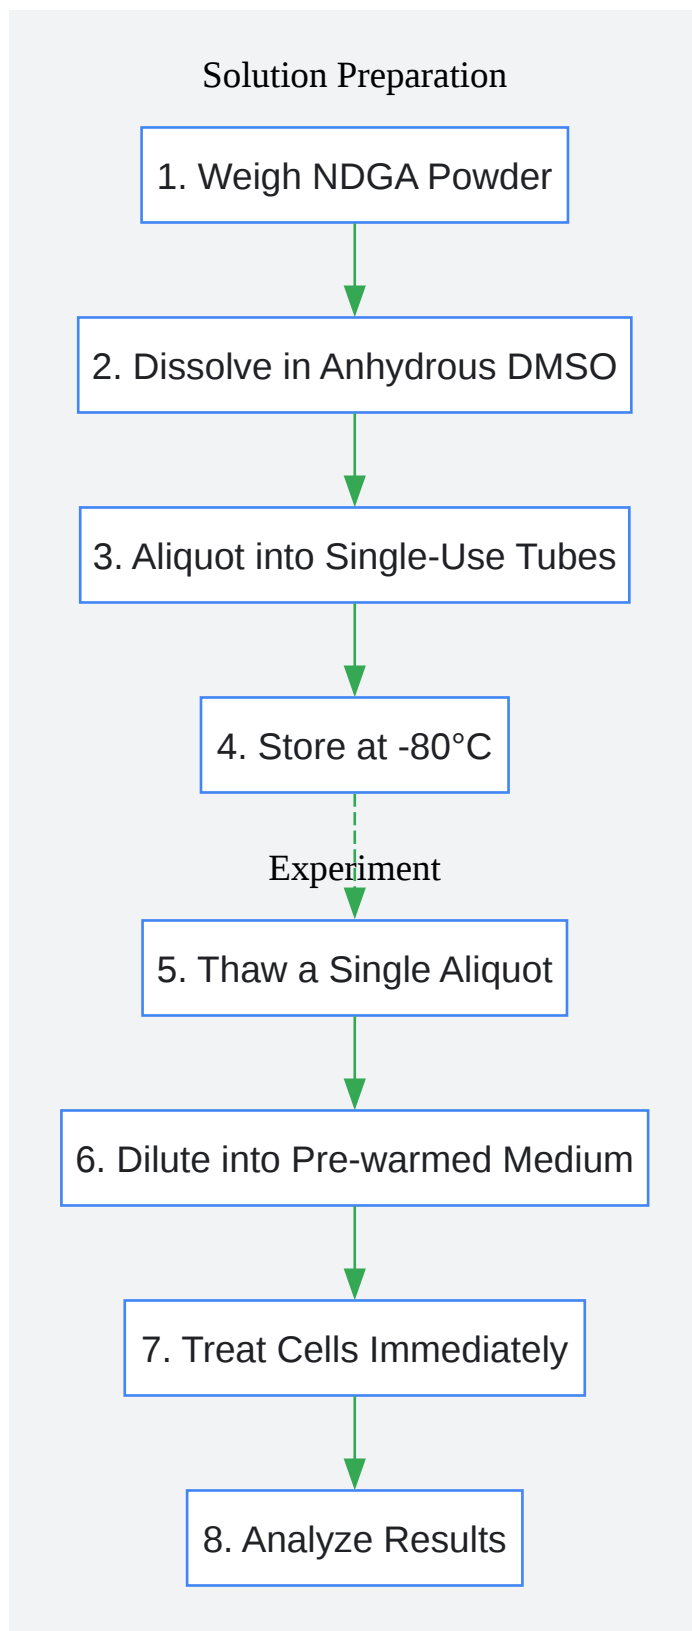 Solution Preparation
1. Weigh NDGA Powder
2. Dissolve in Anhydrous DMSO
3. Aliquot into Single-Use Tubes
4. Store at -80°C
Experiment
5. Thaw a Single Aliquot
6. Dilute into Pre-warmed Medium
7. Treat Cells Immediately
8. Analyze Results